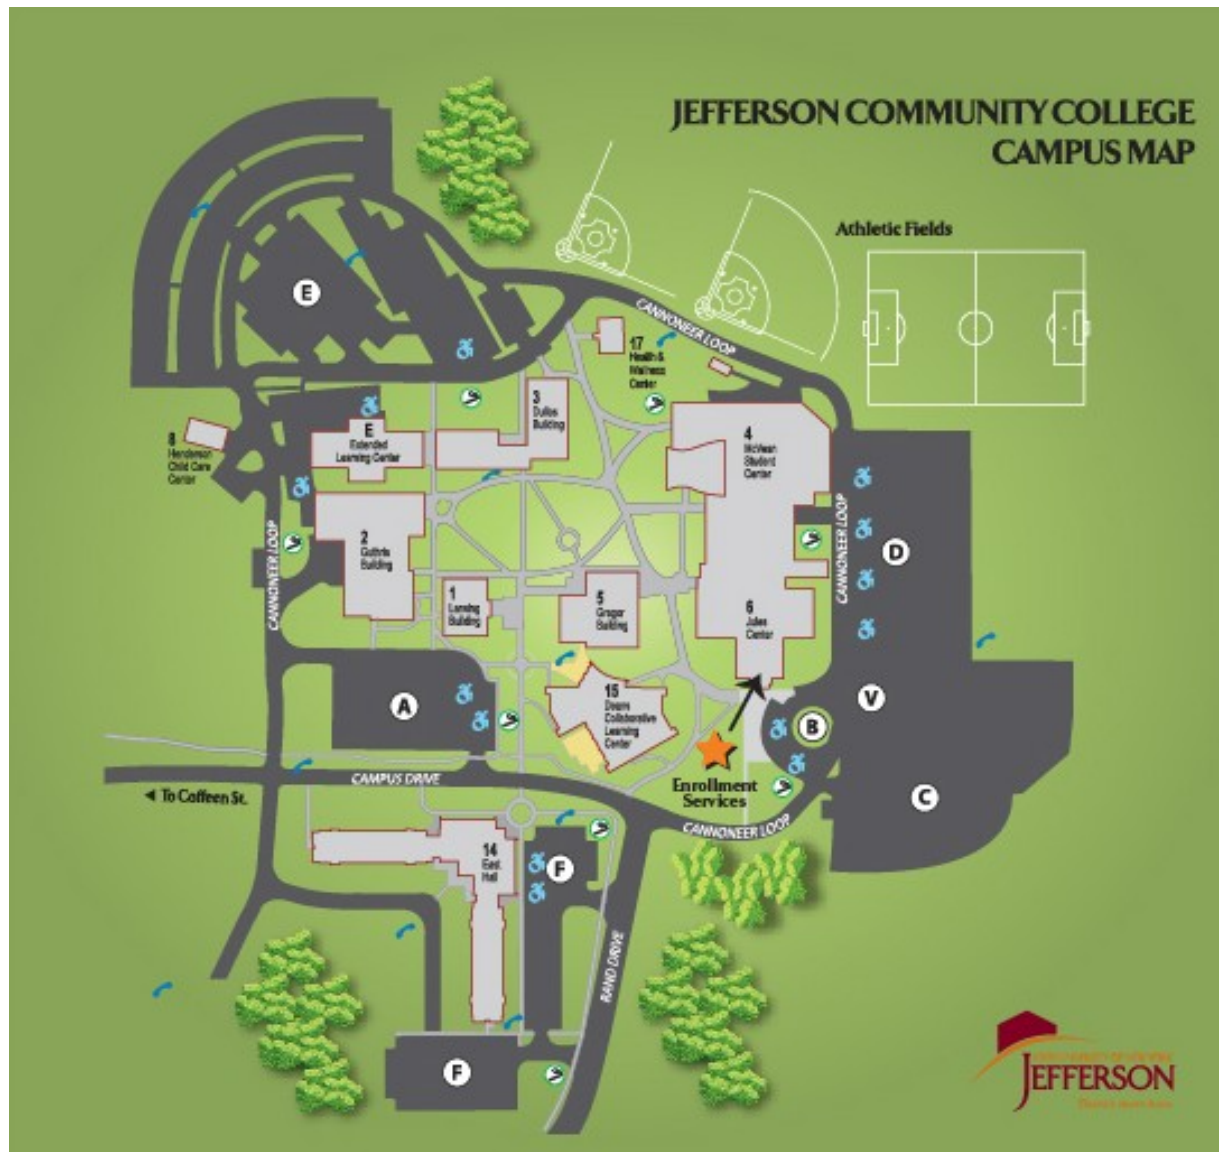 JEFFERSON COMMUNITY COLLEGE
CAMPUS MAP
Athletic Fields
E
CANNONEER LOOP
17
Health &
Wellness
Center
3
Building
8
Henderson
Child Care
Center
E
Extended
Learning Center
4
McVean
Student
Center
CANNONEER LOOP
D
2
Guthrie
Building
CANNONEER LOOP
1
Lansing
Building
5
Gregor
Building
6
Jules
Center
A
15
Collaborative
Learning
Center
V
B
C
Enrollment
Services
CAMPUS DRIVE
To Coffeen St.
CANNONEER LOOP
14
East
Hall
F
RAND DRIVE
F
JEFFERSON